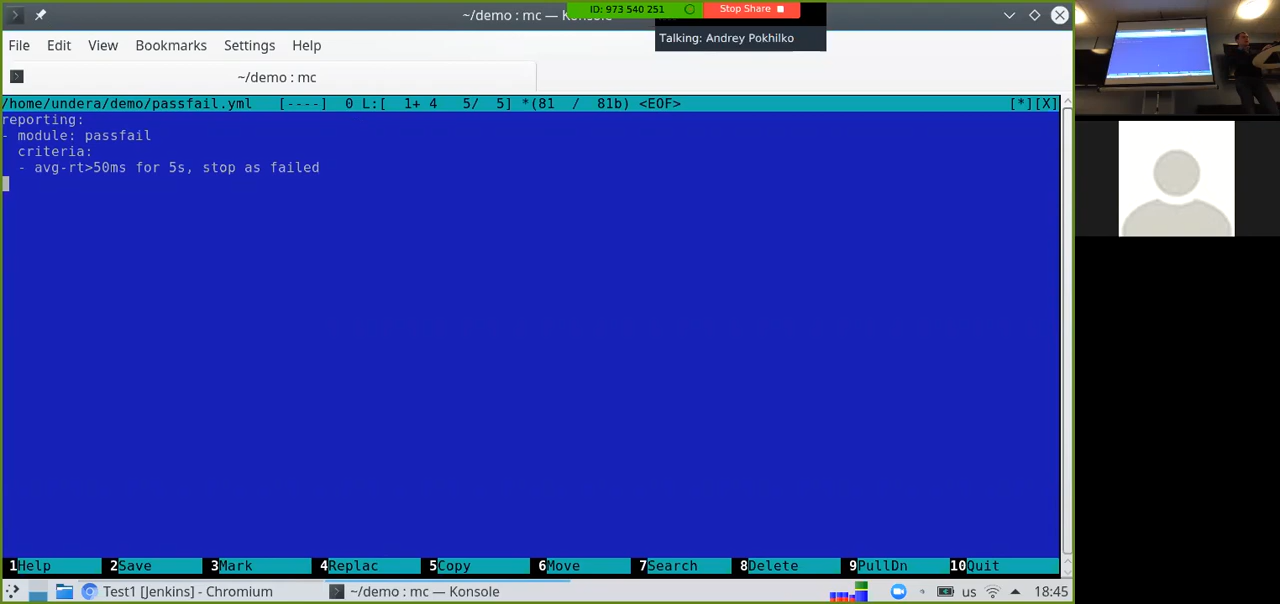 ~/demo : mc — Konsole
ID: 973 540 251
Stop Share
Talking: Andrey Pokhilko
File Edit View Bookmarks Settings Help
~/demo : mc
/home/undera/demo/passfail.yml [----] 0 L:[ 1+ 4 5/ 5] *(81 / 81b) <EOF> [*][X]
reporting:
- module: passfail
criteria:
- avg-rt>50ms for 5s, stop as failed
1Help 2Save 3Mark 4Replac 5Copy 6Move 7Search 8Delete 9PullDn 10Quit
Test1 [Jenkins] - Chromium
~/demo : mc — Konsole
us
18:45